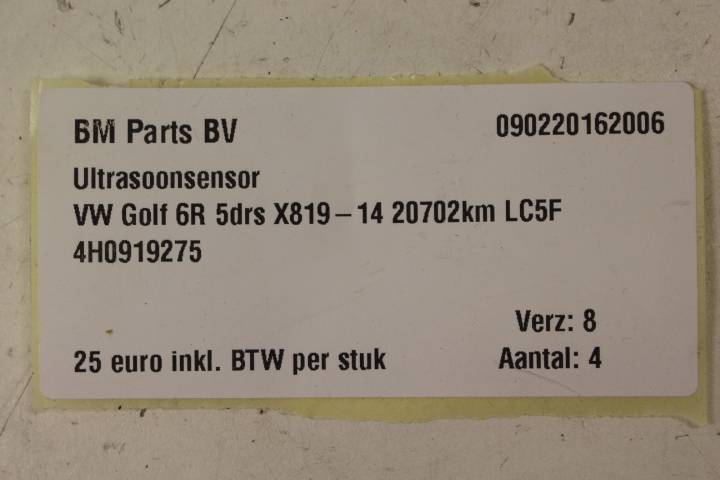 BM Parts BV 090220162006
Ultrasoonsensor
VW Golf 6R 5drs X819-14 20702km LC5F
4H0919275
Verz: 8
25 euro inkl. BTW per stuk Aantal: 4